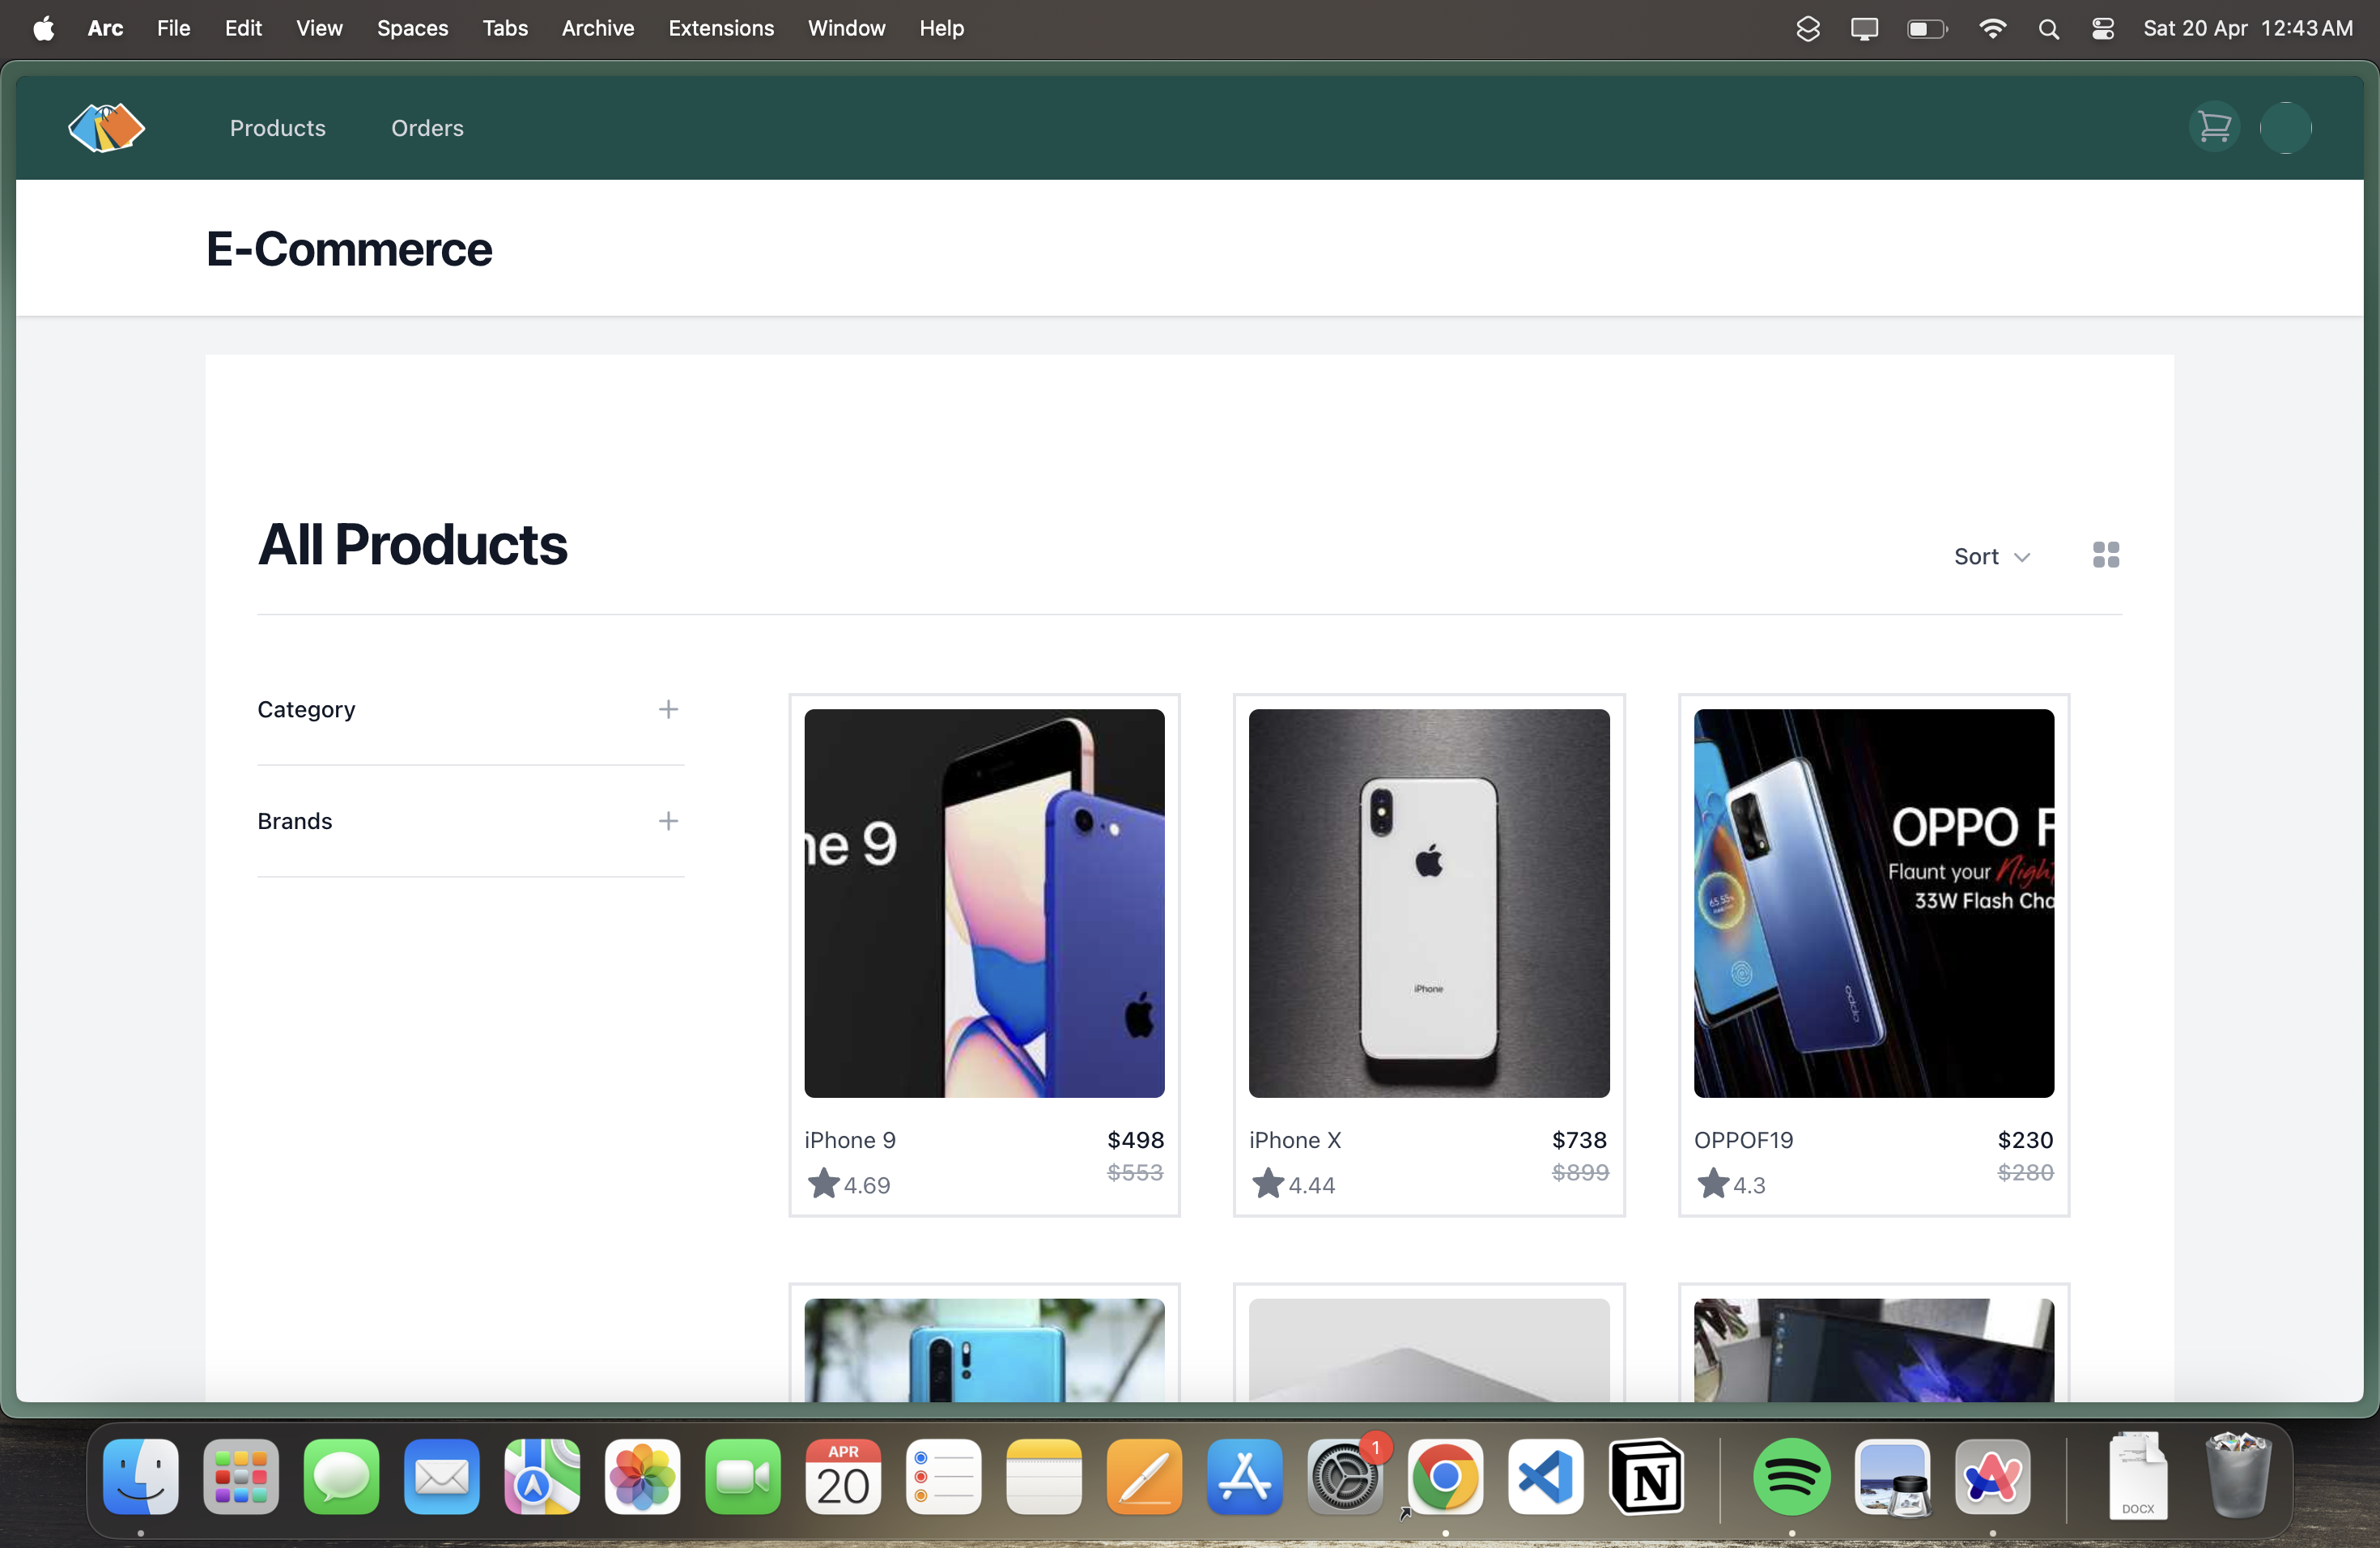 Arc File Edit View Spaces Tabs Archive Extensions Window Help Sat 20 Apr 12:43 AM
Products Orders
E-Commerce
All Products
Sort
Category
Brands
ne 9
iPhone
OPPO F
Flaunt your Night
33W Flash Cha
oppo
iPhone 9 $498
$553
4.69
iPhone X $738
$899
4.44
OPPOF19 $230
$280
4.3
APR
20
1
N
DOCX